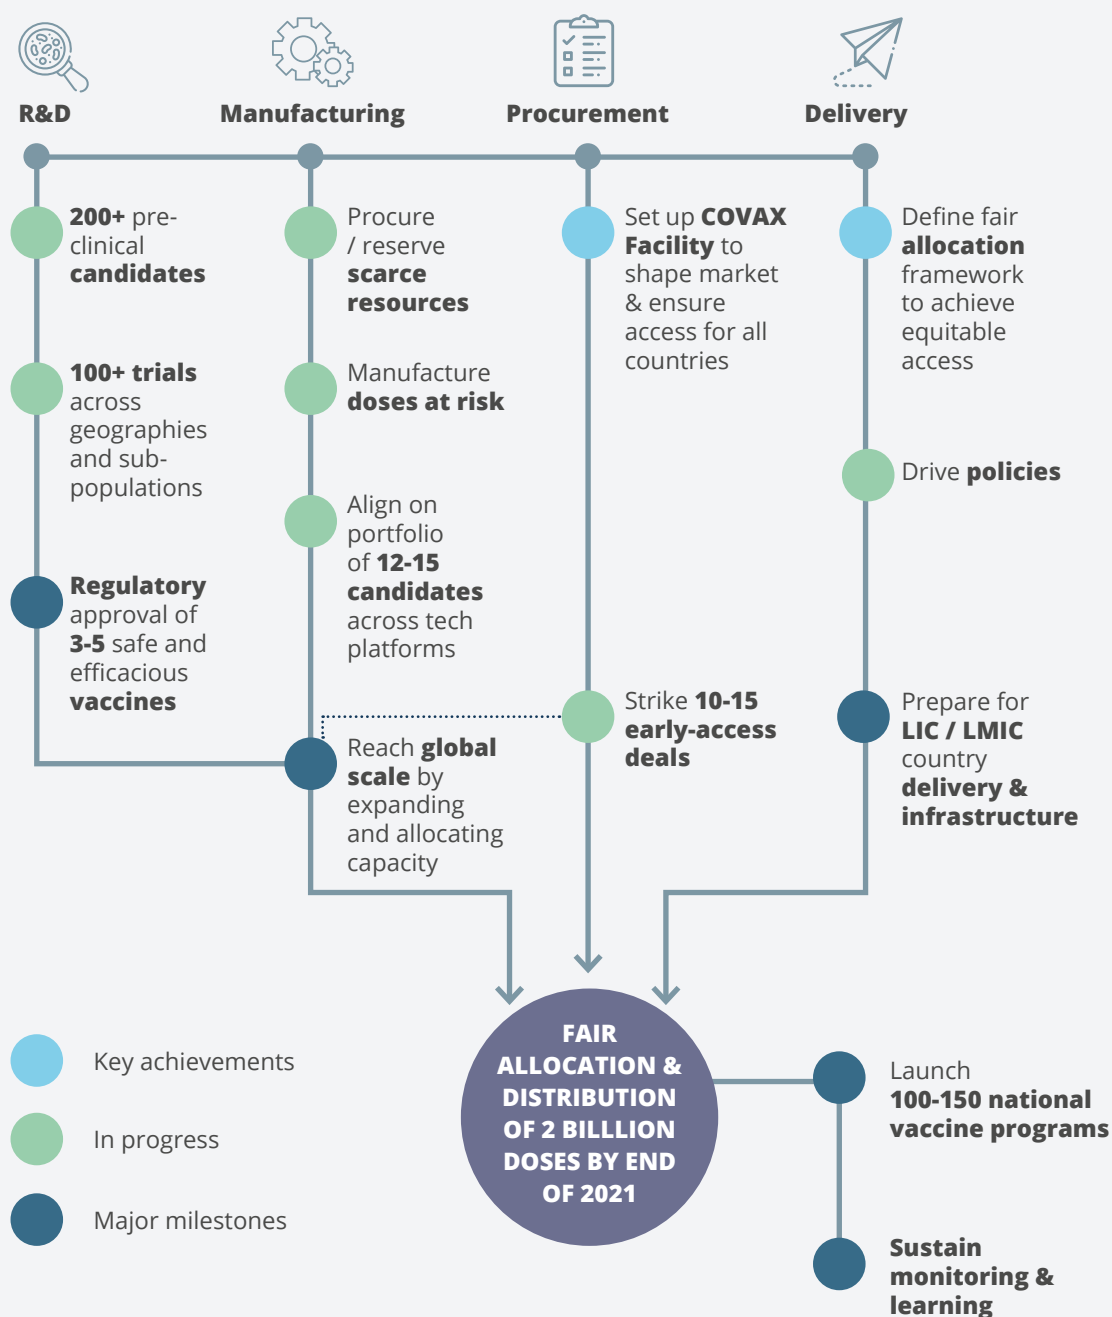 R&D
Manufacturing
Procurement
Delivery
200+ pre-
clinical
candidates
100+ trials
across
geographies
and sub-
populations
Regulatory
approval of
3-5 safe and
efficacious
vaccines
Procure
/ reserve
scarce
resources
Manufacture
doses at risk
Align on
portfolio
of 12-15
candidates
across tech
platforms
Reach global
scale by
expanding
and allocating
capacity
Set up COVAX
Facility to
shape market
& ensure
access for all
countries
Strike 10-15
early-access
deals
Define fair
allocation
framework
to achieve
equitable
access
Drive policies
Prepare for
LIC / LMIC
country
delivery &
infrastructure
FAIR
ALLOCATION &
DISTRIBUTION
OF 2 BILLLION
DOSES BY END
OF 2021
Key achievements
In progress
Major milestones
Launch
100-150 national
vaccine programs
Sustain
monitoring &
learning